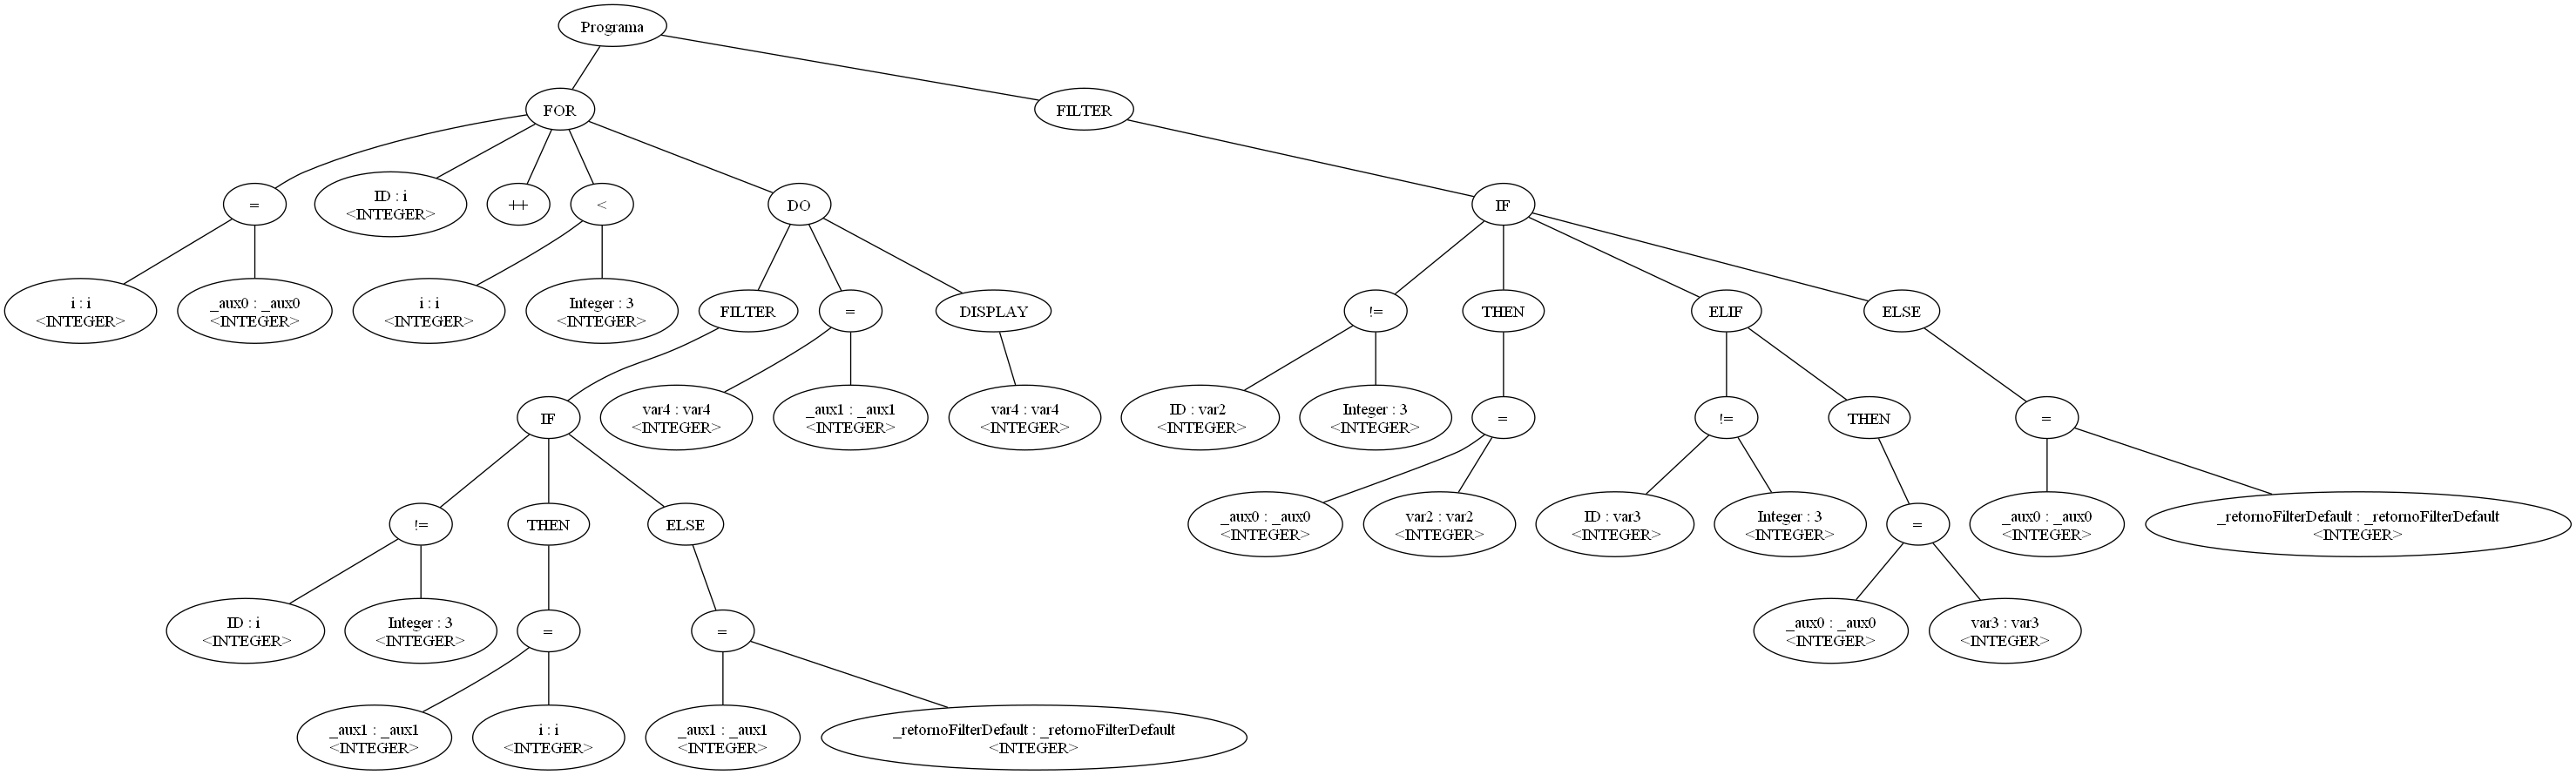 Programa
FOR
FILTER
=
ID : i
<INTEGER>
++
<
DO
IF
i : i
<INTEGER>
_aux0 : _aux0
<INTEGER>
i : i
<INTEGER>
Integer : 3
<INTEGER>
FILTER
=
DISPLAY
!=
THEN
ELIF
ELSE
IF
var4 : var4
<INTEGER>
_aux1 : _aux1
<INTEGER>
var4 : var4
<INTEGER>
ID : var2
<INTEGER>
Integer : 3
<INTEGER>
=
!=
THEN
=
!=
THEN
ELSE
_aux0 : _aux0
<INTEGER>
var2 : var2
<INTEGER>
ID : var3
<INTEGER>
Integer : 3
<INTEGER>
=
_aux0 : _aux0
<INTEGER>
_retornoFilterDefault : _retornoFilterDefault
<INTEGER>
ID : i
<INTEGER>
Integer : 3
<INTEGER>
=
=
_aux0 : _aux0
<INTEGER>
var3 : var3
<INTEGER>
_aux1 : _aux1
<INTEGER>
i : i
<INTEGER>
_aux1 : _aux1
<INTEGER>
_retornoFilterDefault : _retornoFilterDefault
<INTEGER>